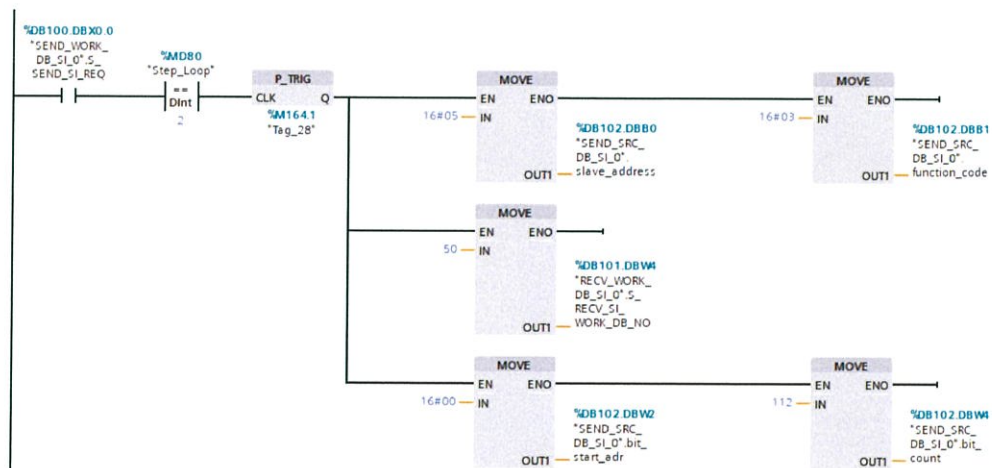 %DB100.DBX0.0
"SEND_WORK_
DB_SI_0".S_
SEND_SI_REQ
%MD80
"Step_Loop"
==
DInt
2
P_TRIG
CLK Q
%M164.1
"Tag_28"
MOVE
EN ENO
16#05 IN
%DB102.DBB0
"SEND_SRC_
DB_SI_0".
OUT1 slave_address
MOVE
EN ENO
16#03 IN
%DB102.DBB1
"SEND_SRC_
DB_SI_0".
OUT1 function_code
MOVE
EN ENO
50 IN
%DB101.DBW4
"RECV_WORK_
DB_SI_0".S_
RECV_SI_
OUT1 WORK_DB_NO
MOVE
EN ENO
16#00 IN
%DB102.DBW2
"SEND_SRC_
DB_SI_0".bit_
OUT1 start_adr
MOVE
EN ENO
112 IN
%DB102.DBW4
"SEND_SRC_
DB_SI_0".bit_
OUT1 count